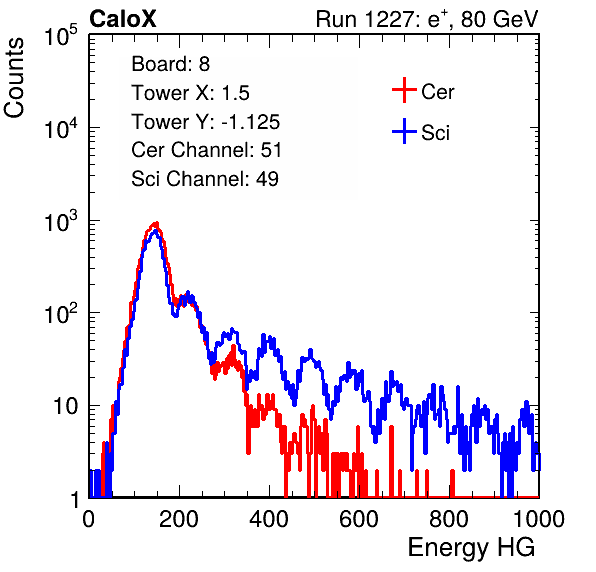 CaloX Run 1227: e⁺, 80 GeV
Counts
Board: 8
Tower X: 1.5
Tower Y: -1.125
Cer Channel: 51
Sci Channel: 49
Cer
Sci
10⁵
10⁴
10³
10²
10
1
0 200 400 600 800 1000
Energy HG